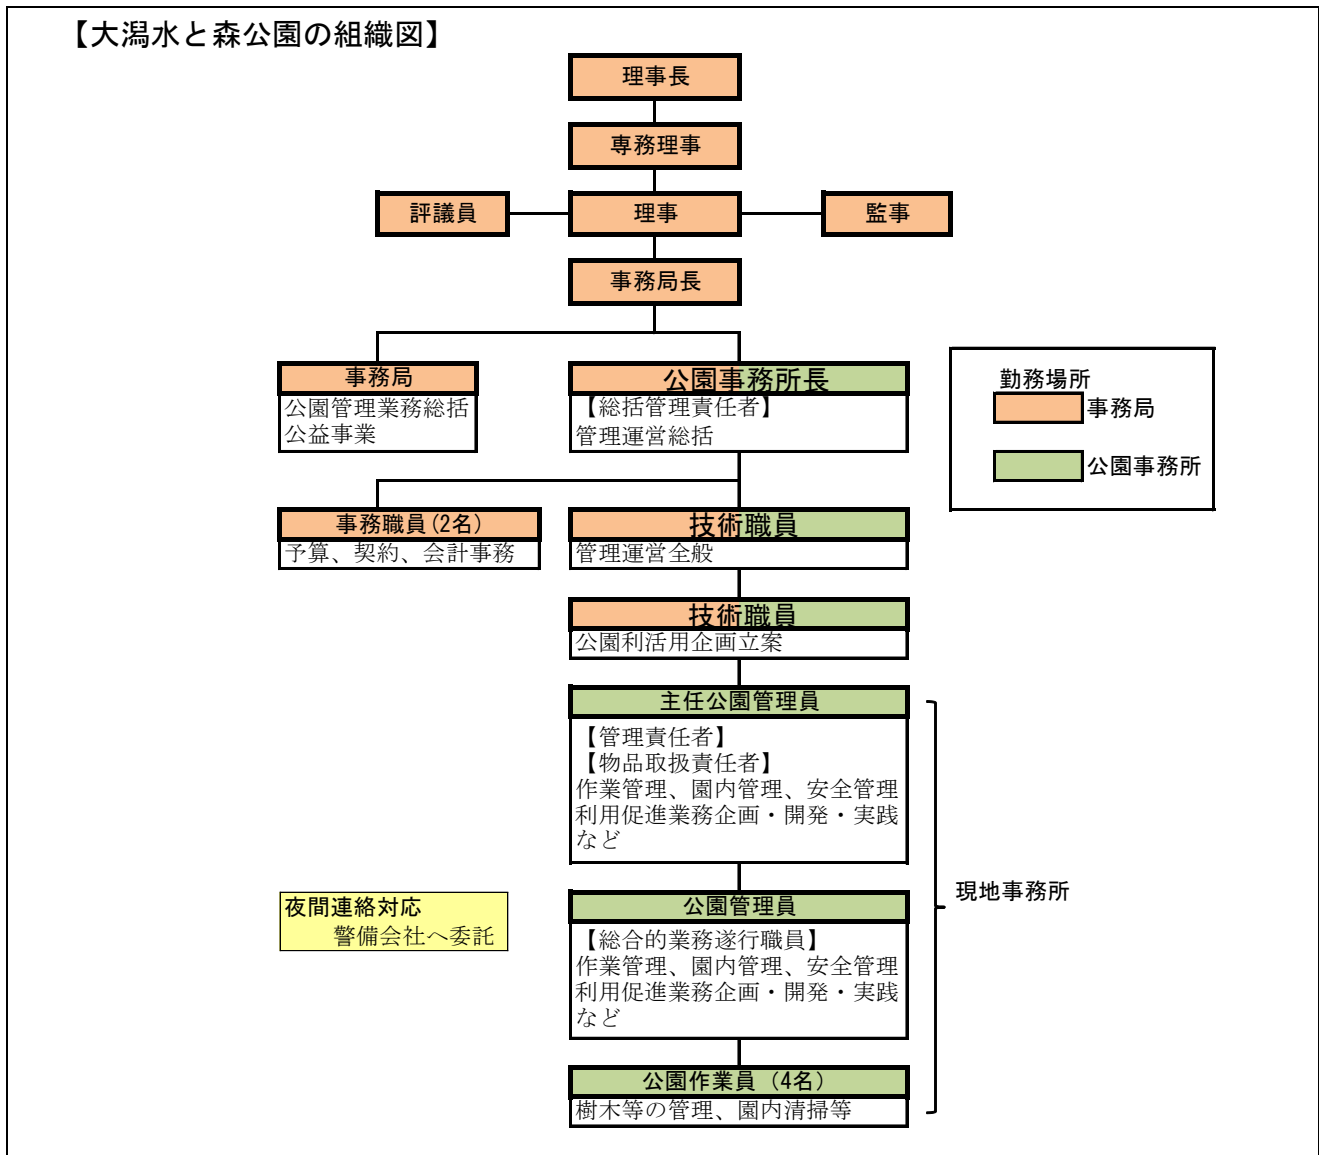 【大潟水と森公園の組織図】
理事長
専務理事
評議員
理事
監事
事務局長
事務局
公園管理業務総括
公益事業
公園事務所長
【総括管理責任者】
管理運営総括
勤務場所
事務局
公園事務所
事務職員(2名)
予算、契約、会計事務
技術職員
管理運営全般
技術職員
公園利活用企画立案
主任公園管理員
【管理責任者】
【物品取扱責任者】
作業管理、園内管理、安全管理
利用促進業務企画・開発・実践
など
現地事務所
夜間連絡対応
警備会社へ委託
公園管理員
【総合的業務遂行職員】
作業管理、園内管理、安全管理
利用促進業務企画・開発・実践
など
公園作業員（4名）
樹木等の管理、園内清掃等